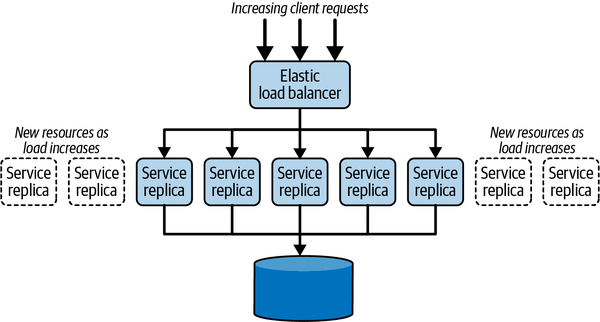 Increasing client requests
Elastic
load balancer
New resources as
load increases
New resources as
load increases
Service
replica
Service
replica
Service
replica
Service
replica
Service
replica
Service
replica
Service
replica
Service
replica
Service
replica